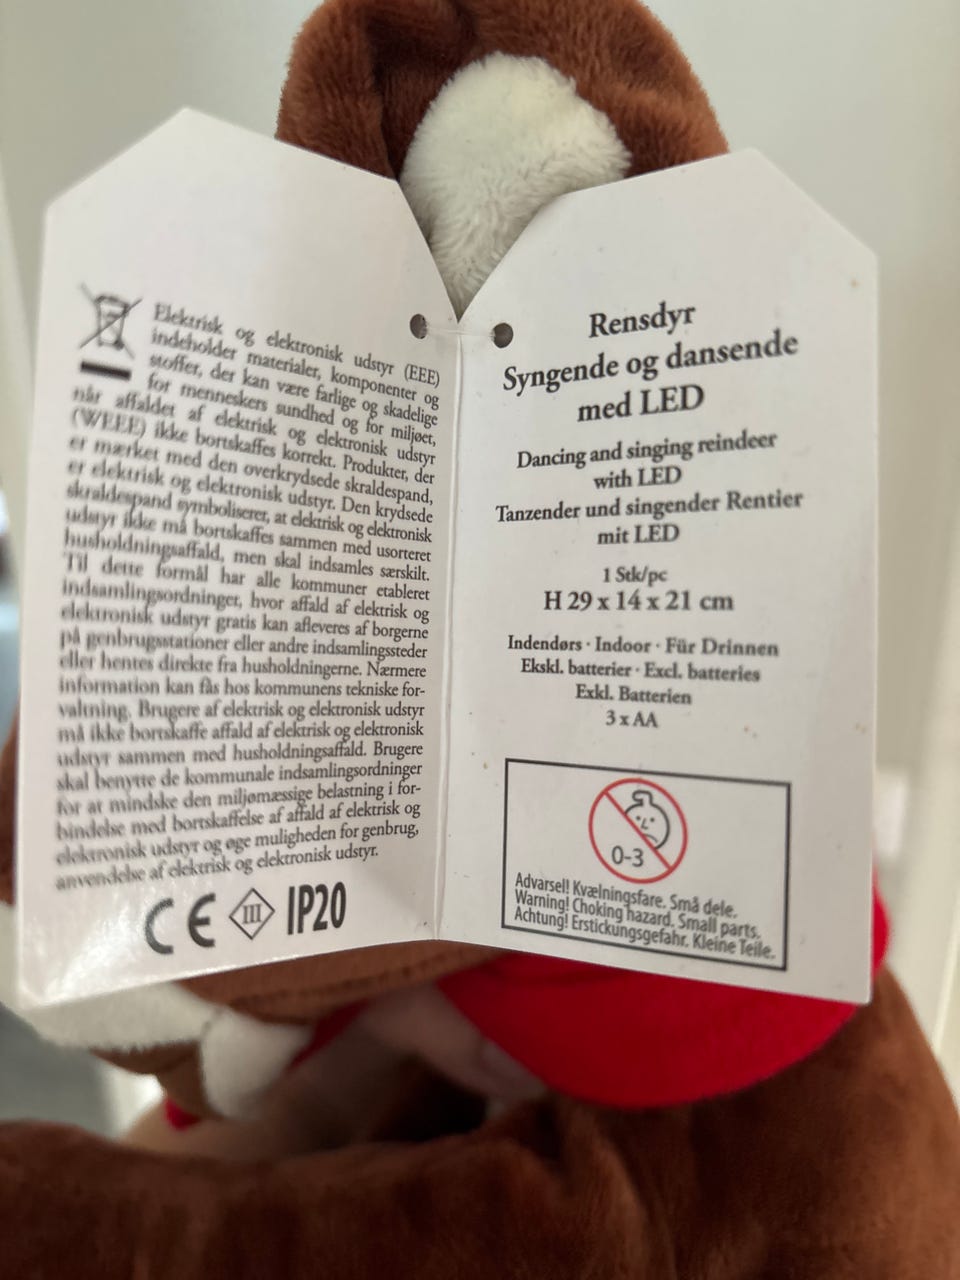 Elektrisk og elektronisk udstyr (EEE)
indeholder materialer, komponenter og
stoffer, der kan være farlige og skadelige
for menneskers sundhed og for miljøet,
når affaldet af elektrisk og elektronisk udstyr
(WEEE) ikke bortskaffes korrekt. Produkter, der
er mærket med den overkrydsede skraldespand,
er elektrisk og elektronisk udstyr. Den krydsede
skraldespand symboliserer, at elektrisk og elektronisk
udstyr ikke må bortskaffes sammen med usorteret
husholdningsaffald, men skal indsamles særskilt.
Til dette formål har alle kommuner etableret
indsamlingsordninger, hvor affald af elektrisk og
elektronisk udstyr gratis kan afleveres af borgerne
på genbrugsstationer eller andre indsamlingssteder
eller hentes direkte fra husholdningerne. Nærmere
information kan fås hos kommunens tekniske for-
valtning. Brugere af elektrisk og elektronisk udstyr
må ikke bortskaffe affald af elektrisk og elektronisk
udstyr sammen med husholdningsaffald. Brugere
skal benytte de kommunale indsamlingsordninger
for at mindske den miljømæssige belastning i for-
bindelse med bortskaffelse af affald af elektrisk og
elektronisk udstyr og øge muligheden for genbrug,
anvendelse af elektrisk og elektronisk udstyr.
CE III IP20
Rensdyr
Syngende og dansende
med LED
Dancing and singing reindeer
with LED
Tanzender und singender Rentier
mit LED
1 Stk/pc
H 29 x 14 x 21 cm
Indendørs · Indoor · Für Drinnen
Ekskl. batterier · Excl. batteries
Exkl. Batterien
3 x AA
0-3
Advarsel! Kvælningsfare. Små dele.
Warning! Choking hazard. Small parts.
Achtung! Erstickungsgefahr. Kleine Teile.